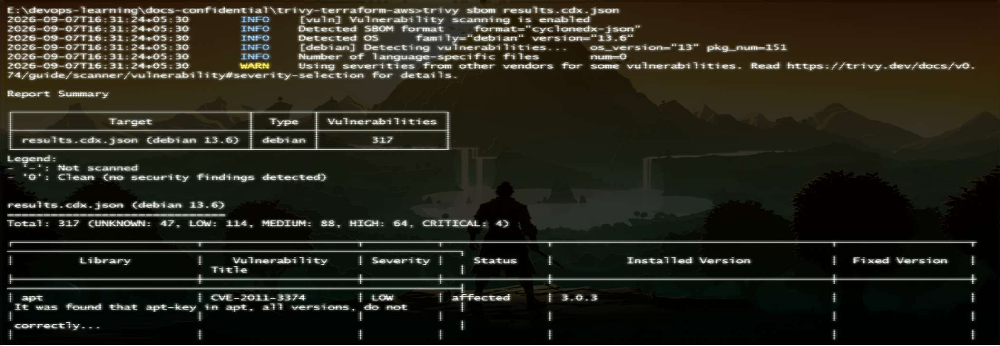 E:\devops-learning\docs-confidential\trivy-terraform-aws>trivy sbom results.cdx.json
2026-09-07T16:31:24+05:30 INFO [vuln] Vulnerability scanning is enabled
2026-09-07T16:31:24+05:30 INFO Detected SBOM format format="cyclonedx-json"
2026-09-07T16:31:24+05:30 INFO Detected OS family="debian" version="13.6"
2026-09-07T16:31:24+05:30 INFO [debian] Detecting vulnerabilities... os_version="13" pkg_num=151
2026-09-07T16:31:24+05:30 INFO Number of language-specific files num=0
2026-09-07T16:31:24+05:30 WARN Using severities from other vendors for some vulnerabilities. Read https://trivy.dev/docs/v0.
74/guide/scanner/vulnerability#severity-selection for details.
Report Summary
Target Type Vulnerabilities
results.cdx.json (debian 13.6) debian 317
Legend:
- '-': Not scanned
- '0': Clean (no security findings detected)
results.cdx.json (debian 13.6)
==============================
Total: 317 (UNKNOWN: 47, LOW: 114, MEDIUM: 88, HIGH: 64, CRITICAL: 4)
Library Vulnerability Severity Status Installed Version Fixed Version
Title
apt CVE-2011-3374 LOW affected 3.0.3
It was found that apt-key in apt, all versions, do not
correctly...